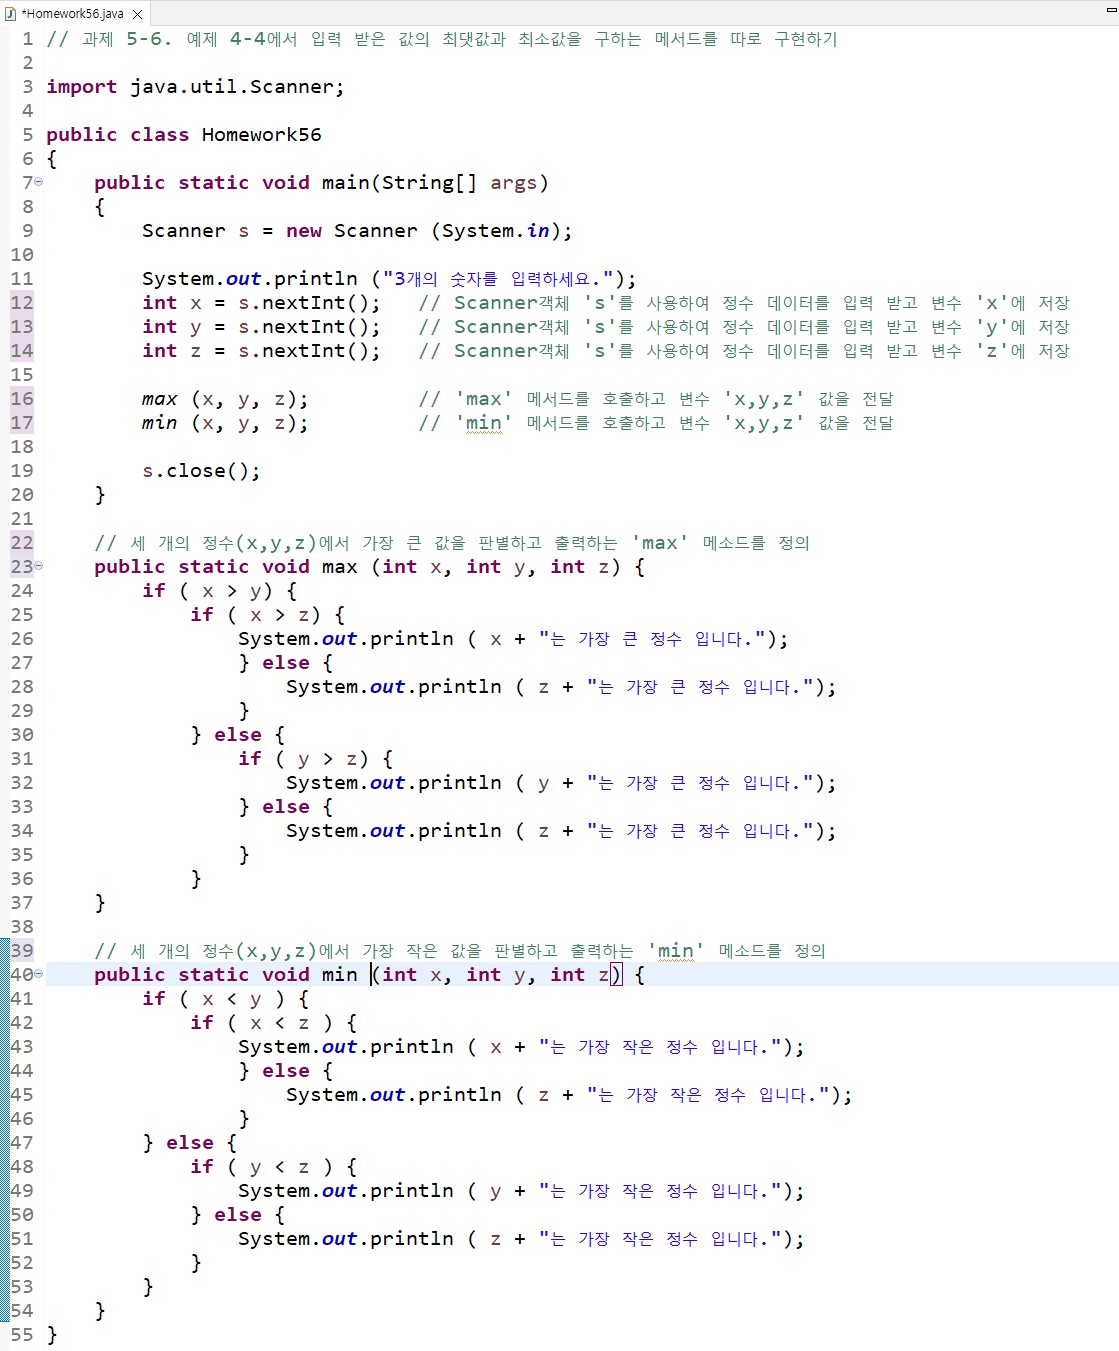 *Homework56.java
1 // 과제 5-6. 예제 4-4에서 입력 받은 값의 최댓값과 최소값을 구하는 메서드를 따로 구현하기
2
3 import java.util.Scanner;
4
5 public class Homework56
6 {
7     public static void main(String[] args)
8     {
9         Scanner s = new Scanner (System.in);
10
11         System.out.println ("3개의 숫자를 입력하세요.");
12         int x = s.nextInt();   // Scanner객체 's'를 사용하여 정수 데이터를 입력 받고 변수 'x'에 저장
13         int y = s.nextInt();   // Scanner객체 's'를 사용하여 정수 데이터를 입력 받고 변수 'y'에 저장
14         int z = s.nextInt();   // Scanner객체 's'를 사용하여 정수 데이터를 입력 받고 변수 'z'에 저장
15
16         max (x, y, z);         // 'max' 메서드를 호출하고 변수 'x,y,z' 값을 전달
17         min (x, y, z);         // 'min' 메서드를 호출하고 변수 'x,y,z' 값을 전달
18
19         s.close();
20     }
21
22     // 세 개의 정수(x,y,z)에서 가장 큰 값을 판별하고 출력하는 'max' 메소드를 정의
23     public static void max (int x, int y, int z) {
24         if ( x > y) {
25             if ( x > z) {
26                 System.out.println ( x + "는 가장 큰 정수 입니다.");
27                 } else {
28                     System.out.println ( z + "는 가장 큰 정수 입니다.");
29                 }
30             } else {
31                 if ( y > z) {
32                     System.out.println ( y + "는 가장 큰 정수 입니다.");
33                 } else {
34                     System.out.println ( z + "는 가장 큰 정수 입니다.");
35                 }
36             }
37     }
38
39     // 세 개의 정수(x,y,z)에서 가장 작은 값을 판별하고 출력하는 'min' 메소드를 정의
40     public static void min (int x, int y, int z) {
41         if ( x < y ) {
42             if ( x < z ) {
43                 System.out.println ( x + "는 가장 작은 정수 입니다.");
44                 } else {
45                     System.out.println ( z + "는 가장 작은 정수 입니다.");
46                 }
47         } else {
48             if ( y < z ) {
49                 System.out.println ( y + "는 가장 작은 정수 입니다.");
50             } else {
51                 System.out.println ( z + "는 가장 작은 정수 입니다.");
52             }
53         }
54     }
55 }